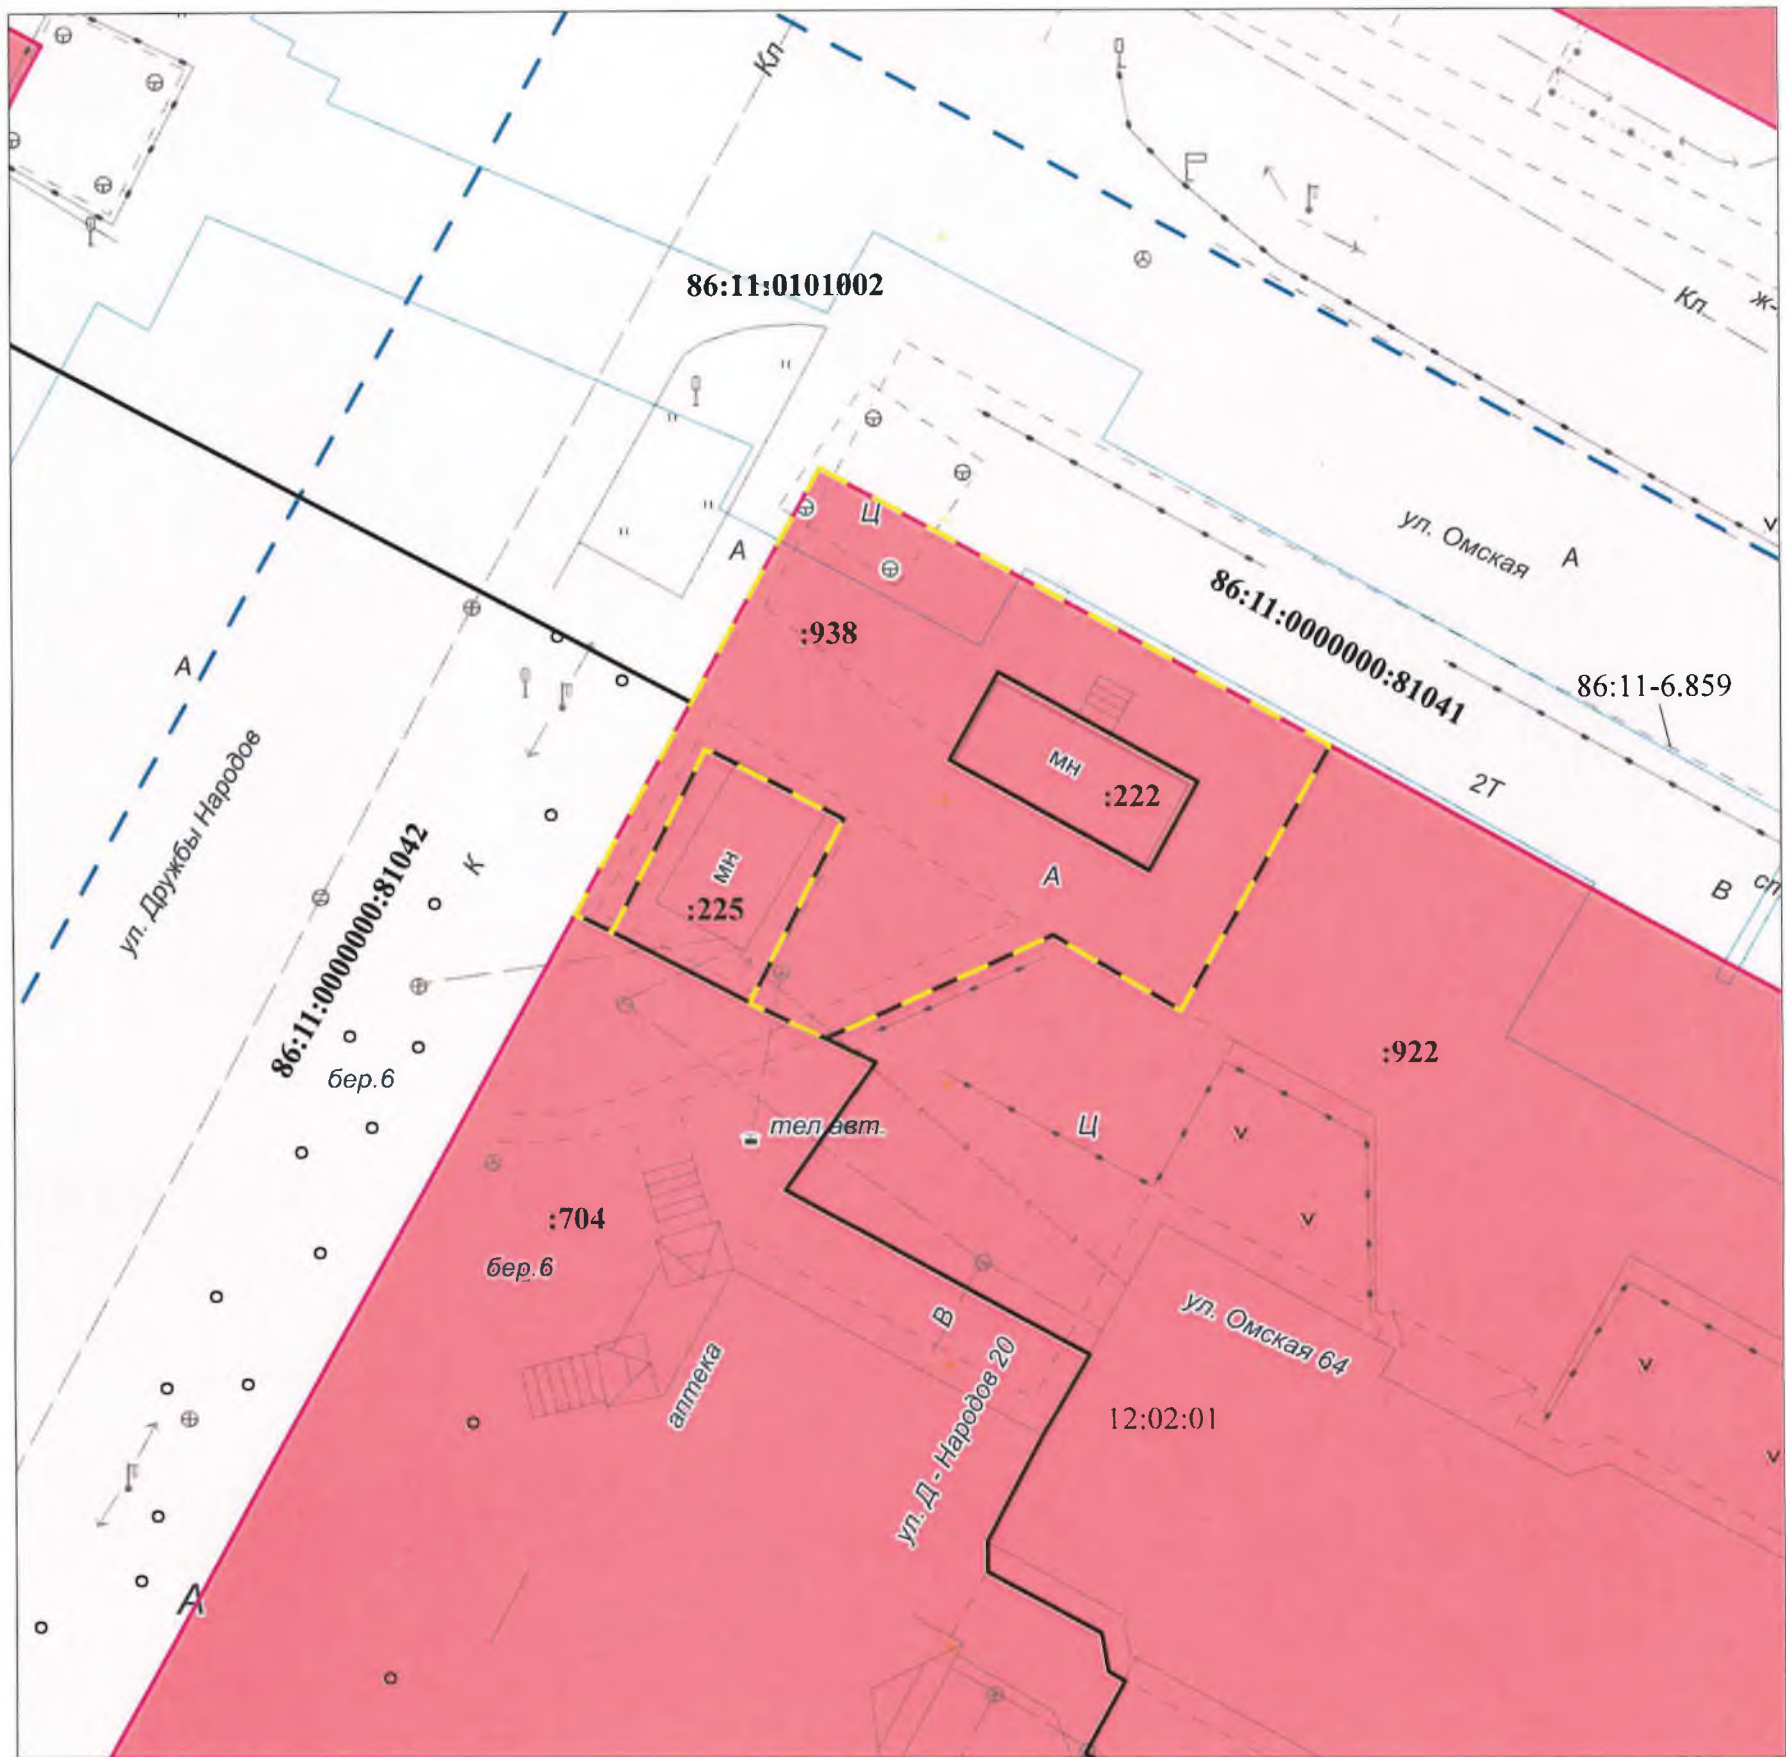 Кл
86:11:0101002
Кл
ж-
ул. Омская
А
86:11:0000000:81041
86:11-6.859
2Т
В
сп
Ц
А
:938
мн
:222
А
А
ул. Дружбы Народов
86:11:0000000:81042
К
мн
:225
бер.6
:922
тел.авт.
Ц
:704
бер.6
В
ул. Омская 64
аптека
ул. Д - Народов 20
12:02:01
А